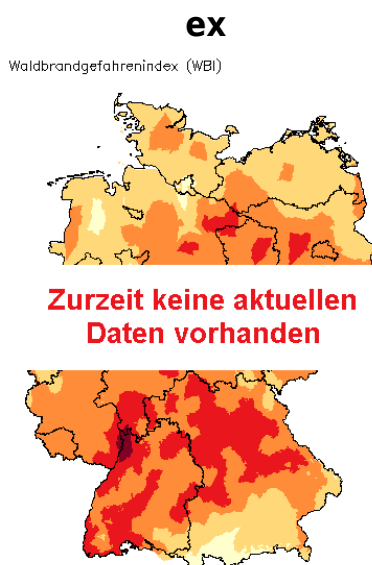 ex
Waldbrandgefahrenindex (WBI)
Zurzeit keine aktuellen
Daten vorhanden